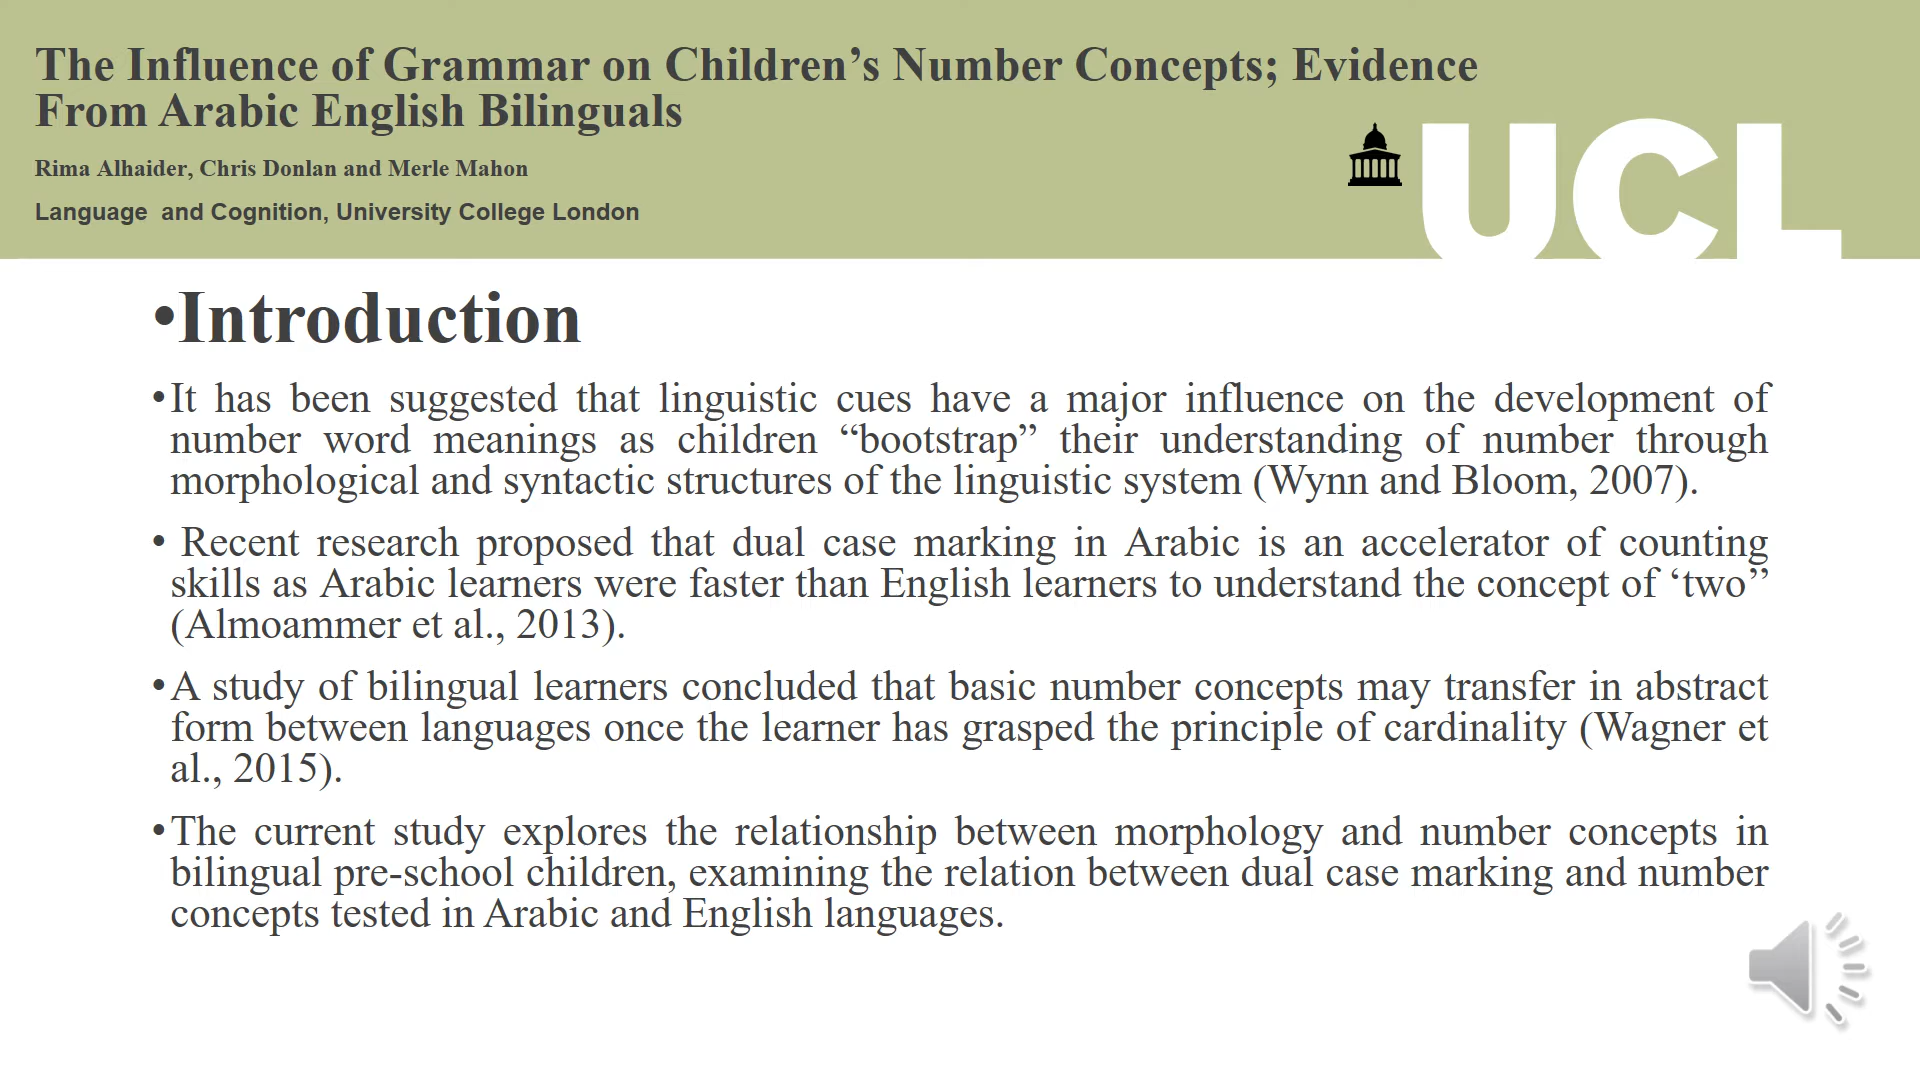 The Influence of Grammar on Children’s Number Concepts; Evidence
From Arabic English Bilinguals
Rima Alhaider, Chris Donlan and Merle Mahon
Language  and Cognition, University College London
UCL
•Introduction
•It has been suggested that linguistic cues have a major influence on the development of
number word meanings as children “bootstrap” their understanding of number through
morphological and syntactic structures of the linguistic system (Wynn and Bloom, 2007).
• Recent research proposed that dual case marking in Arabic is an accelerator of counting
skills as Arabic learners were faster than English learners to understand the concept of ‘two’’
(Almoammer et al., 2013).
•A study of bilingual learners concluded that basic number concepts may transfer in abstract
form between languages once the learner has grasped the principle of cardinality (Wagner et
al., 2015).
•The current study explores the relationship between morphology and number concepts in
bilingual pre-school children, examining the relation between dual case marking and number
concepts tested in Arabic and English languages.